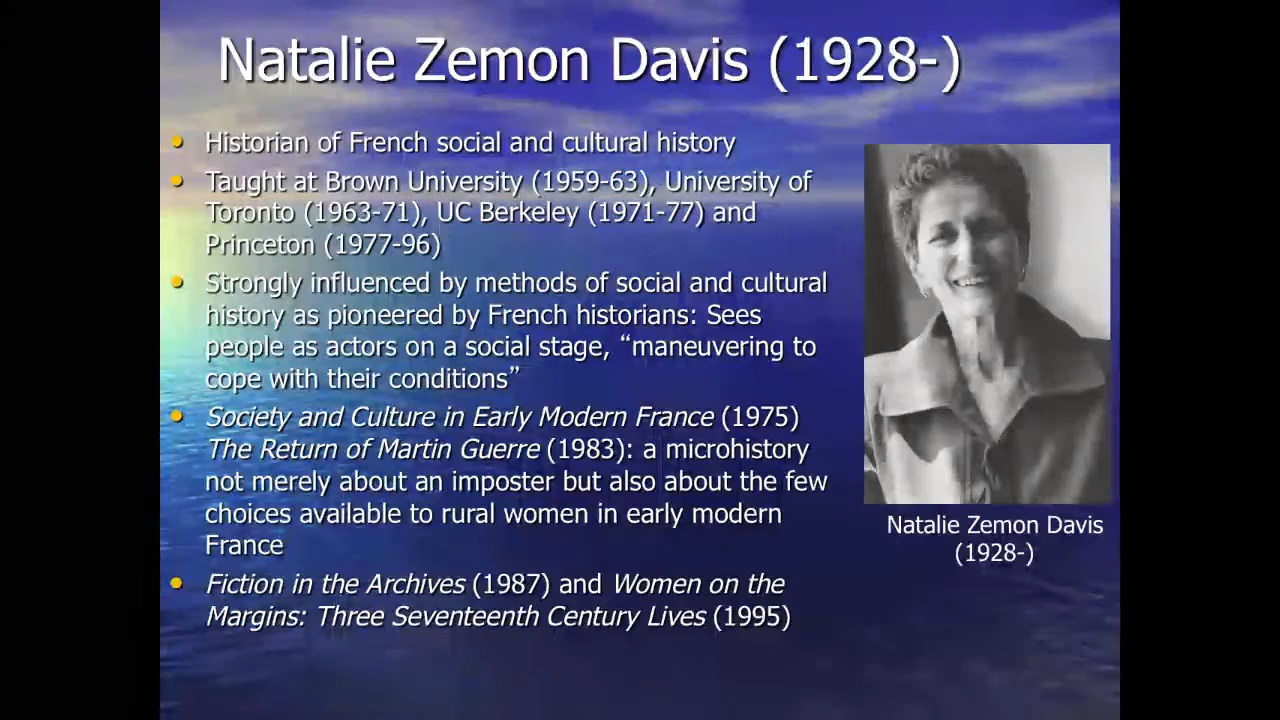 Natalie Zemon Davis (1928-)
Historian of French social and cultural history
Taught at Brown University (1959-63), University of
Toronto (1963-71), UC Berkeley (1971-77) and
Princeton (1977-96)
Strongly influenced by methods of social and cultural
history as pioneered by French historians: Sees
people as actors on a social stage, “maneuvering to
cope with their conditions”
Society and Culture in Early Modern France (1975)
The Return of Martin Guerre (1983): a microhistory
not merely about an imposter but also about the few
choices available to rural women in early modern
France
Fiction in the Archives (1987) and Women on the
Margins: Three Seventeenth Century Lives (1995)
Natalie Zemon Davis
(1928-)